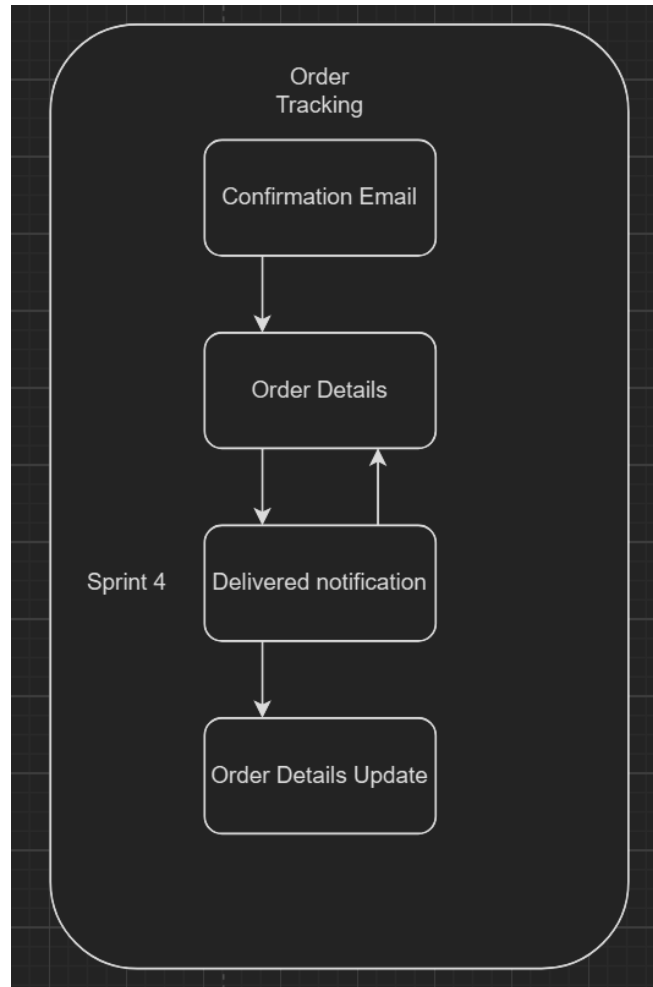 Order
Tracking
Confirmation Email
Order Details
Sprint 4
Delivered notification
Order Details Update